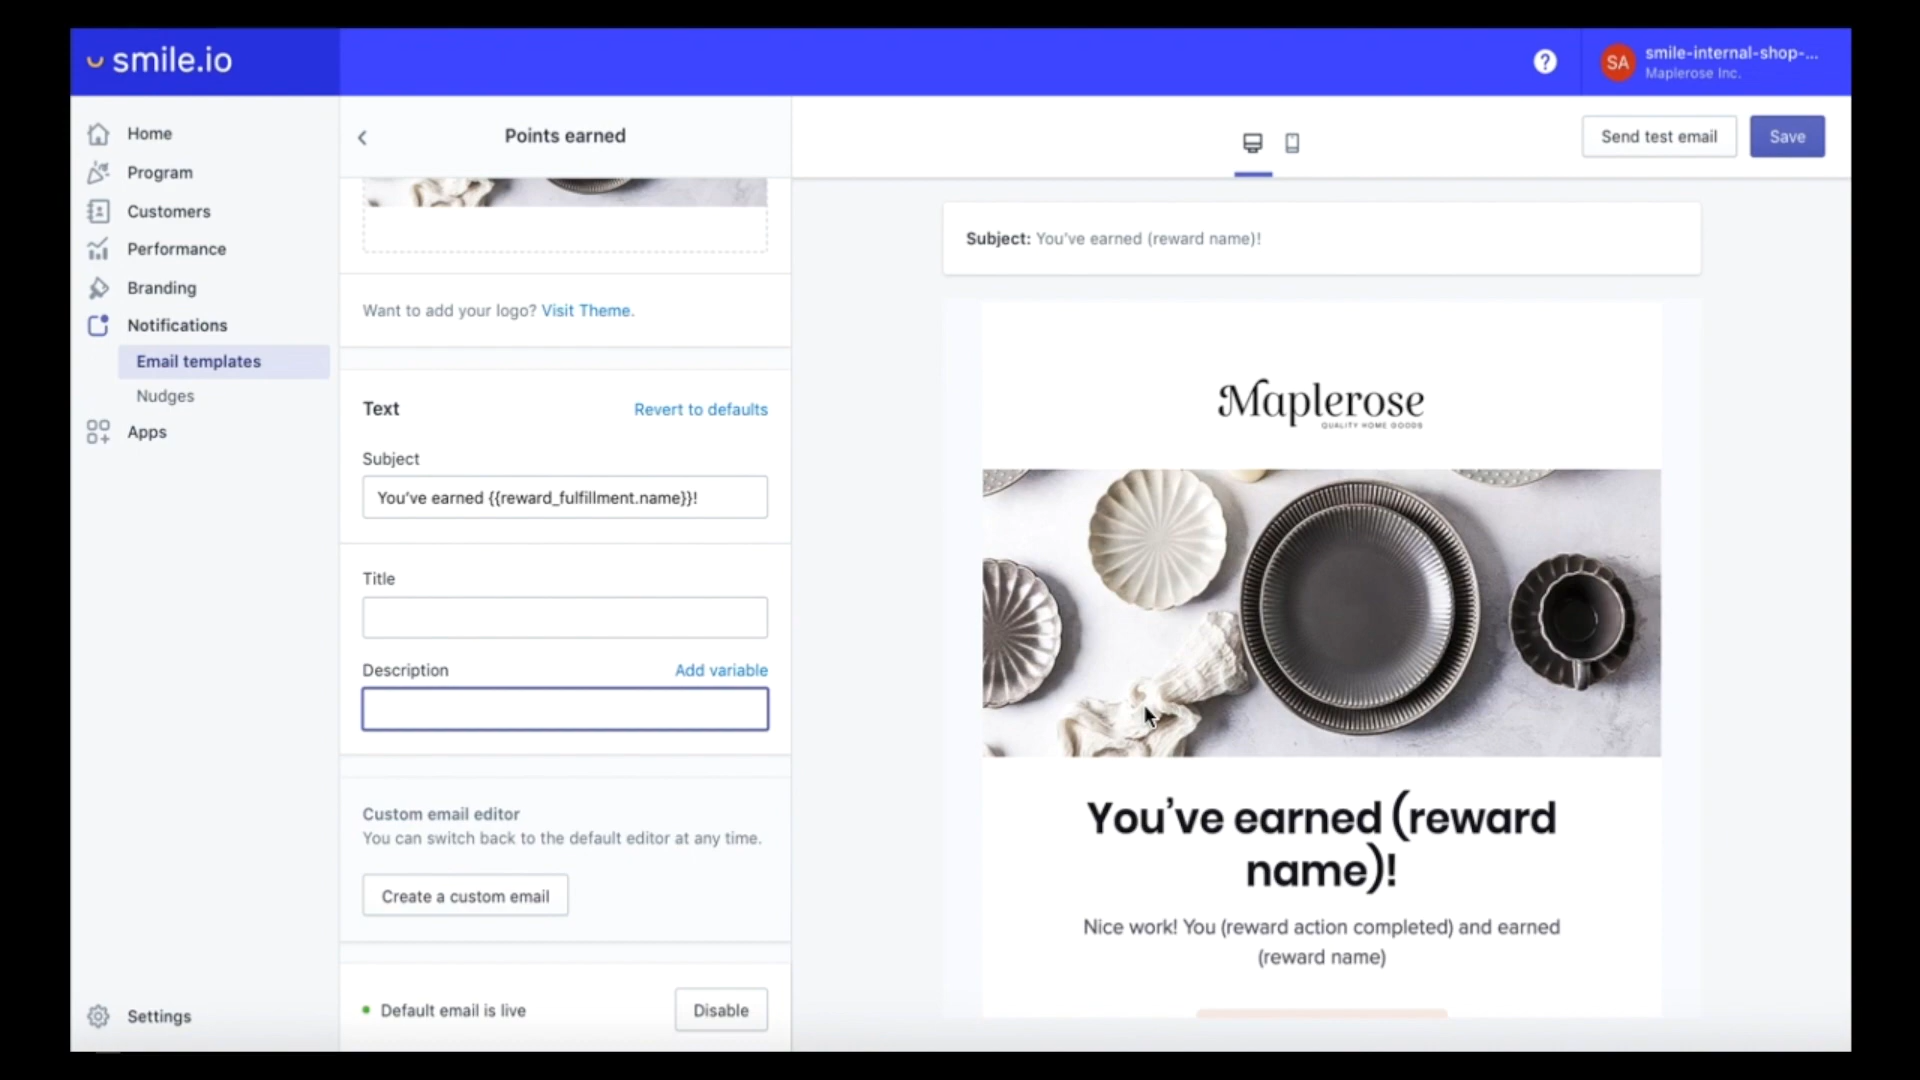 smile.io
?
SA
smile-internal-shop-...
Maplerose Inc.
Home
Program
Customers
Performance
Branding
Notifications
Email templates
Nudges
Apps
Settings
Points earned
Want to add your logo? Visit Theme.
Text
Revert to defaults
Subject
You've earned {{reward_fulfillment.name}}!
Title
Description
Add variable
Custom email editor
You can switch back to the default editor at any time.
Create a custom email
Default email is live
Disable
Send test email
Save
Subject: You've earned (reward name)!
Maplerose
QUALITY HOME GOODS
You've earned (reward
name)!
Nice work! You (reward action completed) and earned
(reward name)